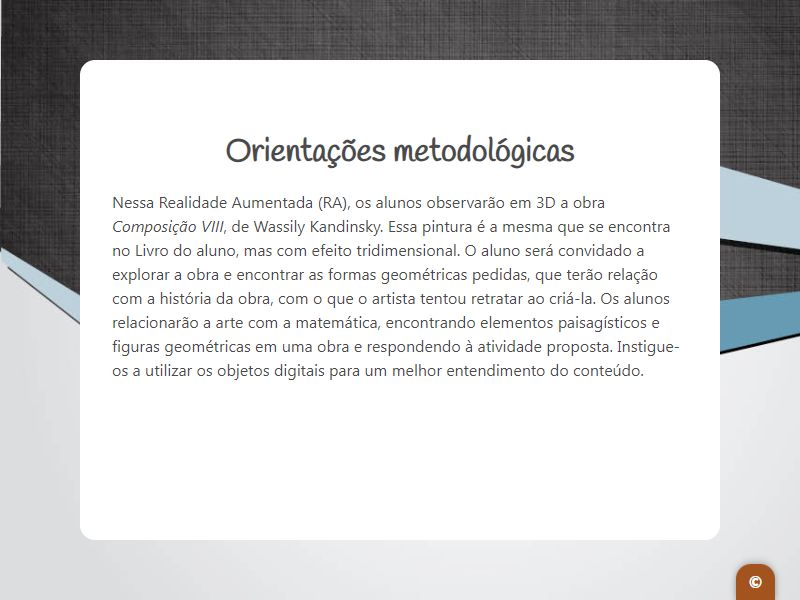 Orientações metodológicas
Nessa Realidade Aumentada (RA), os alunos observarão em 3D a obra
Composição VIII, de Wassily Kandinsky. Essa pintura é a mesma que se encontra
no Livro do aluno, mas com efeito tridimensional. O aluno será convidado a
explorar a obra e encontrar as formas geométricas pedidas, que terão relação
com a história da obra, com o que o artista tentou retratar ao criá-la. Os alunos
relacionarão a arte com a matemática, encontrando elementos paisagísticos e
figuras geométricas em uma obra e respondendo à atividade proposta. Instigue-
os a utilizar os objetos digitais para um melhor entendimento do conteúdo.
©